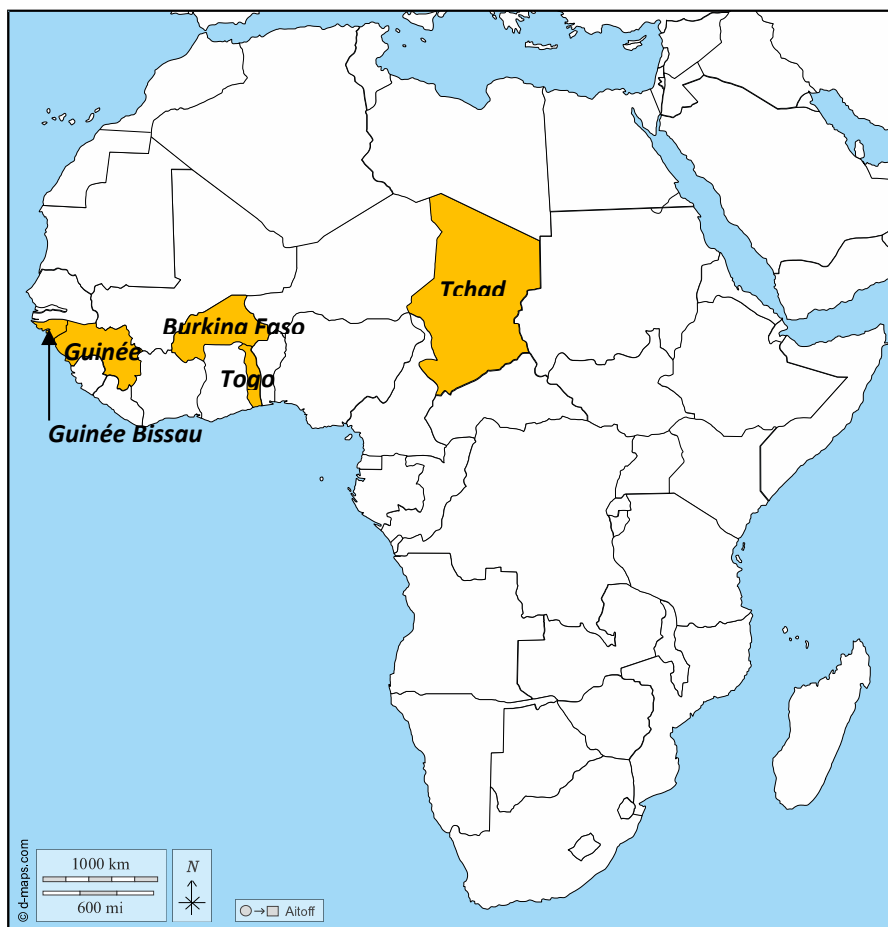 Tchad
Burkina Faso
Guinée
Togo
Guinée Bissau
© d-maps.com
1000 km
600 mi
N
Aitoff